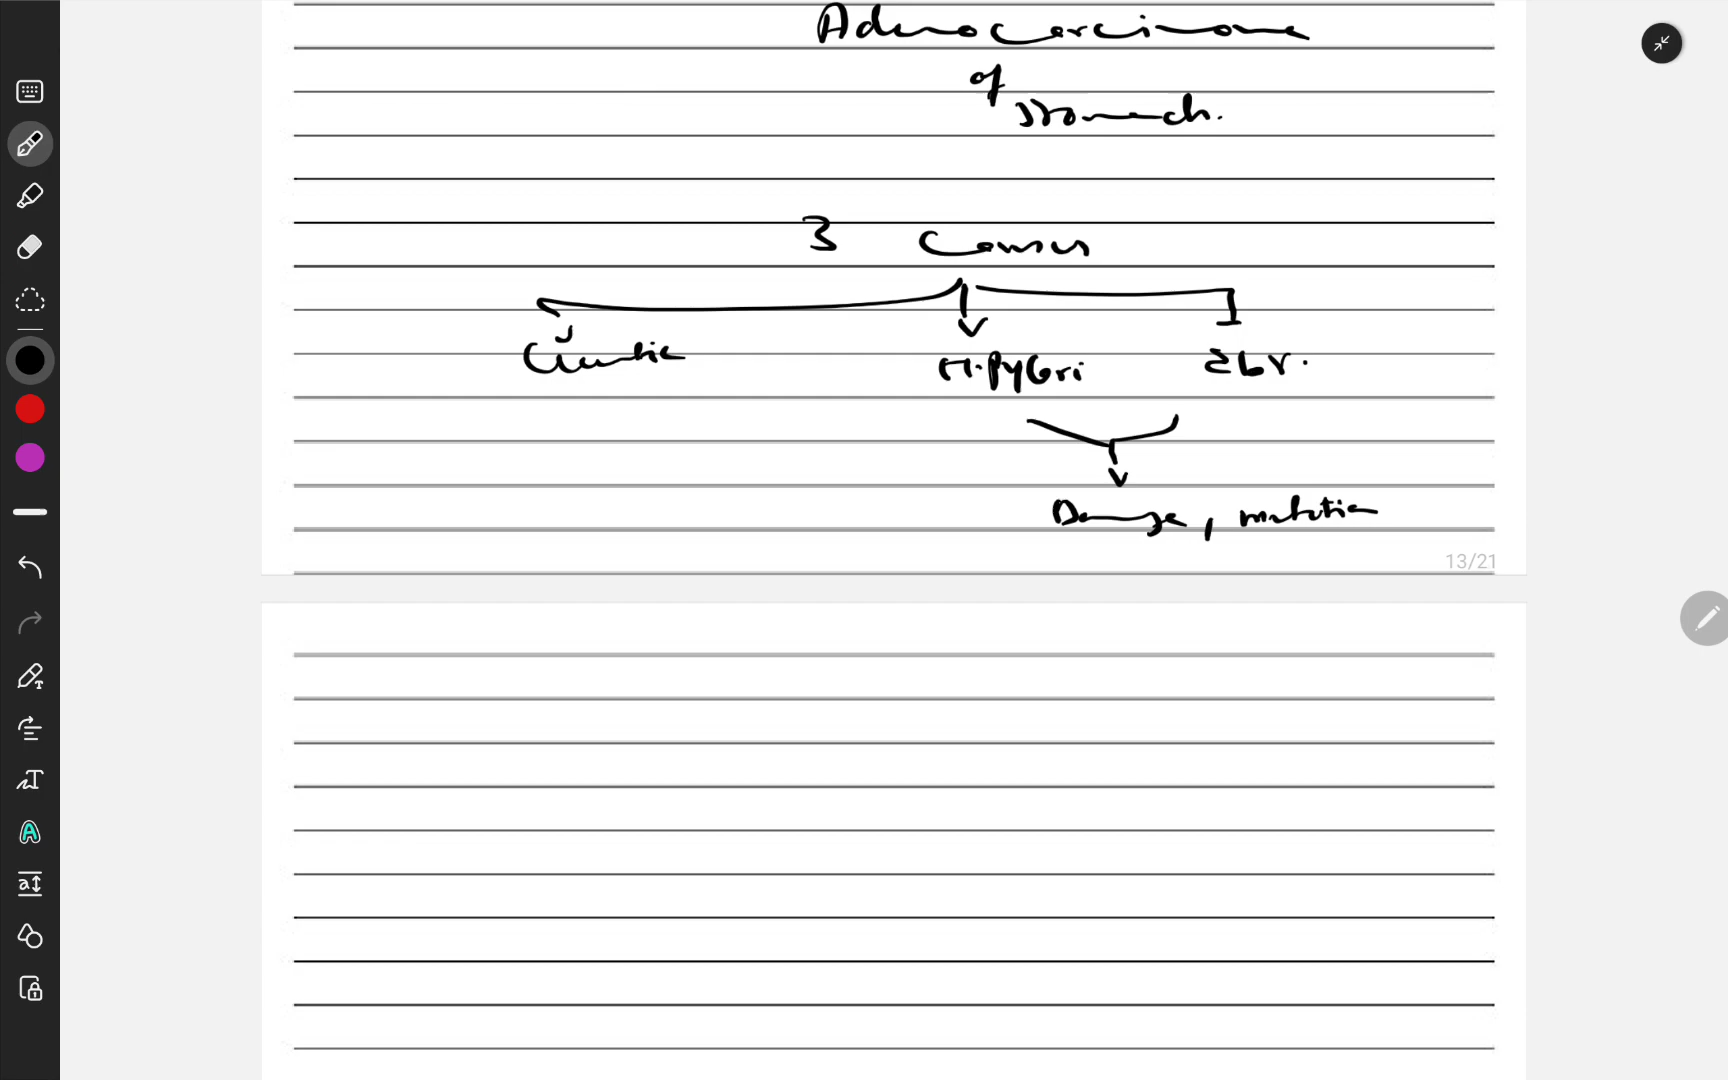 Adenocarcinoma
of
stomach.
3 Causes
Genetic H. Pylori Ebv.
Damage, mutation
13/21